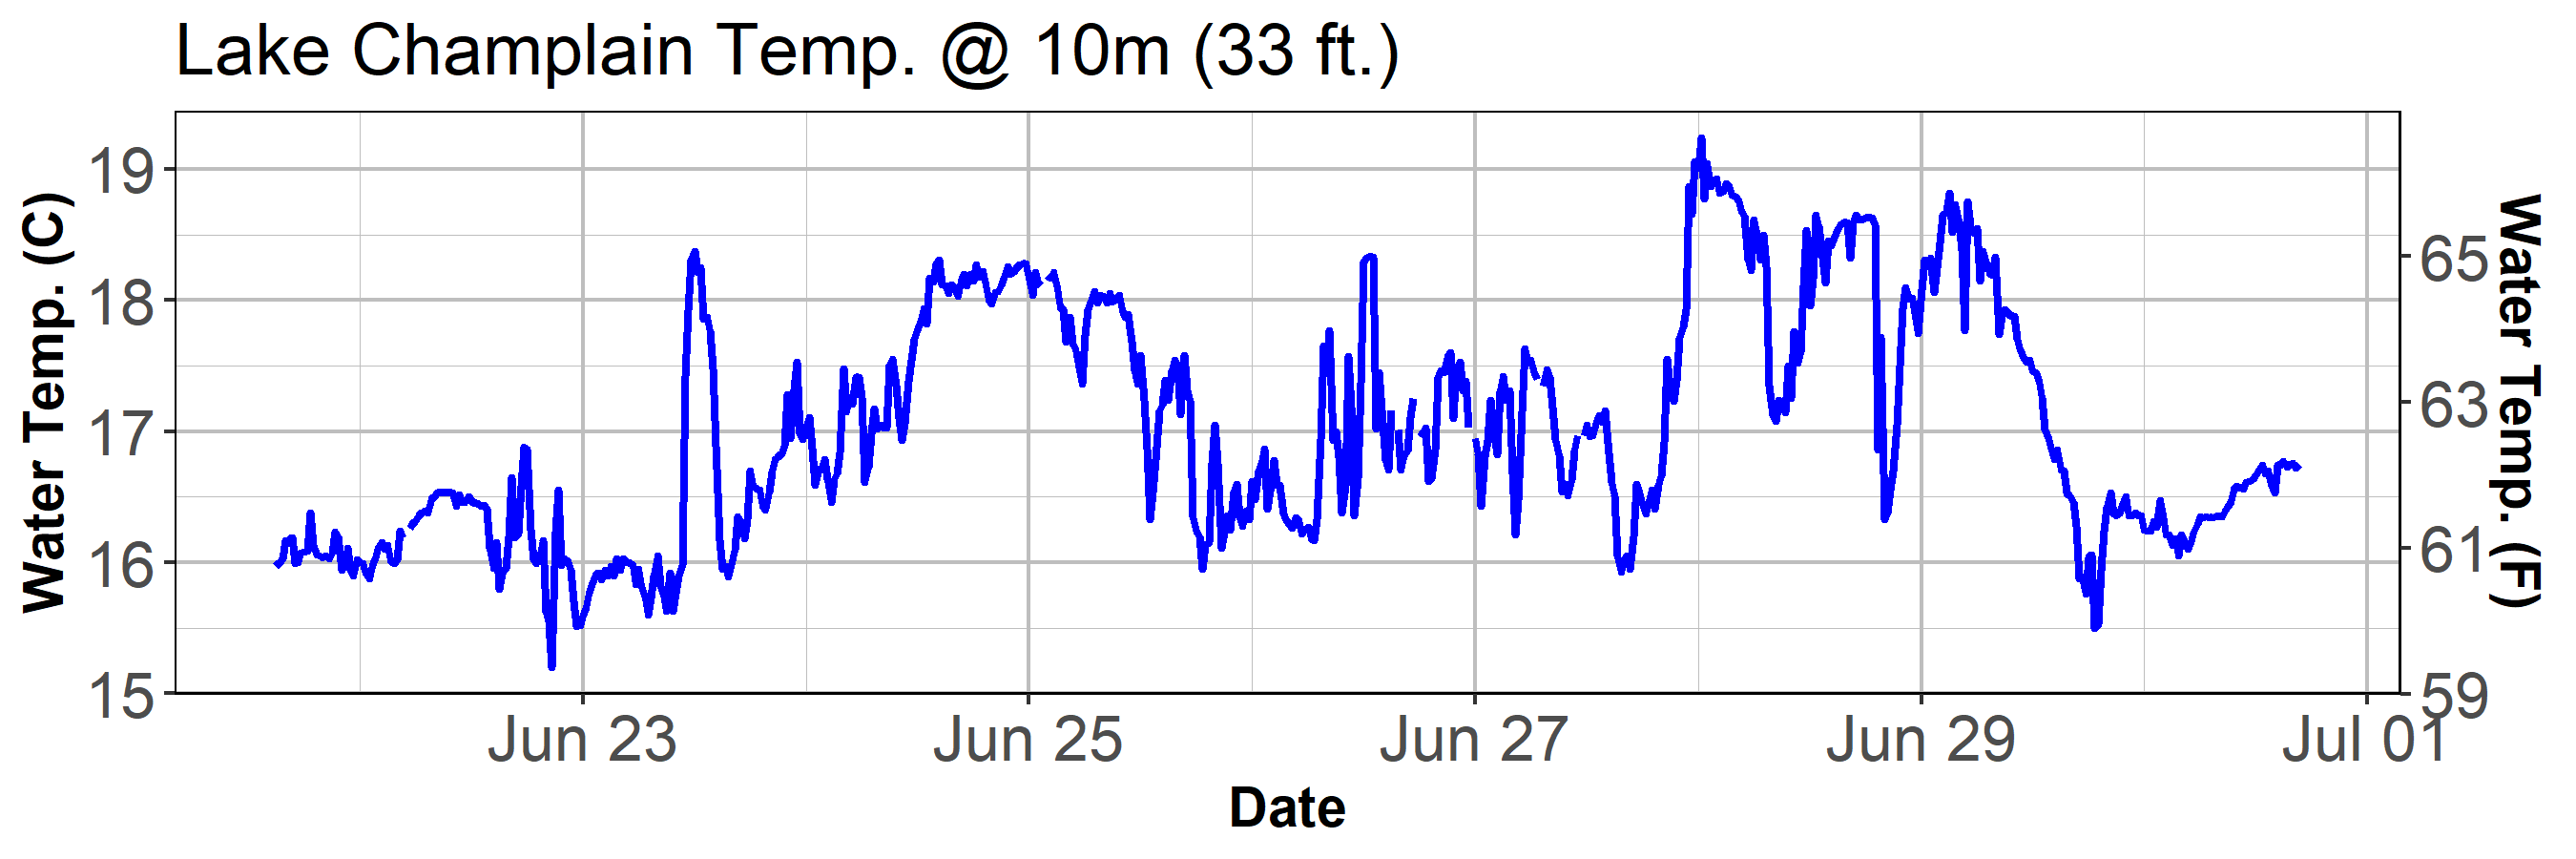 Lake Champlain Temp. @ 10m (33 ft.)
Water Temp. (C)
19
18
17
16
15
Water Temp. (F)
65
63
61
59
Jun 23
Jun 25
Jun 27
Jun 29
Jul 01
Date